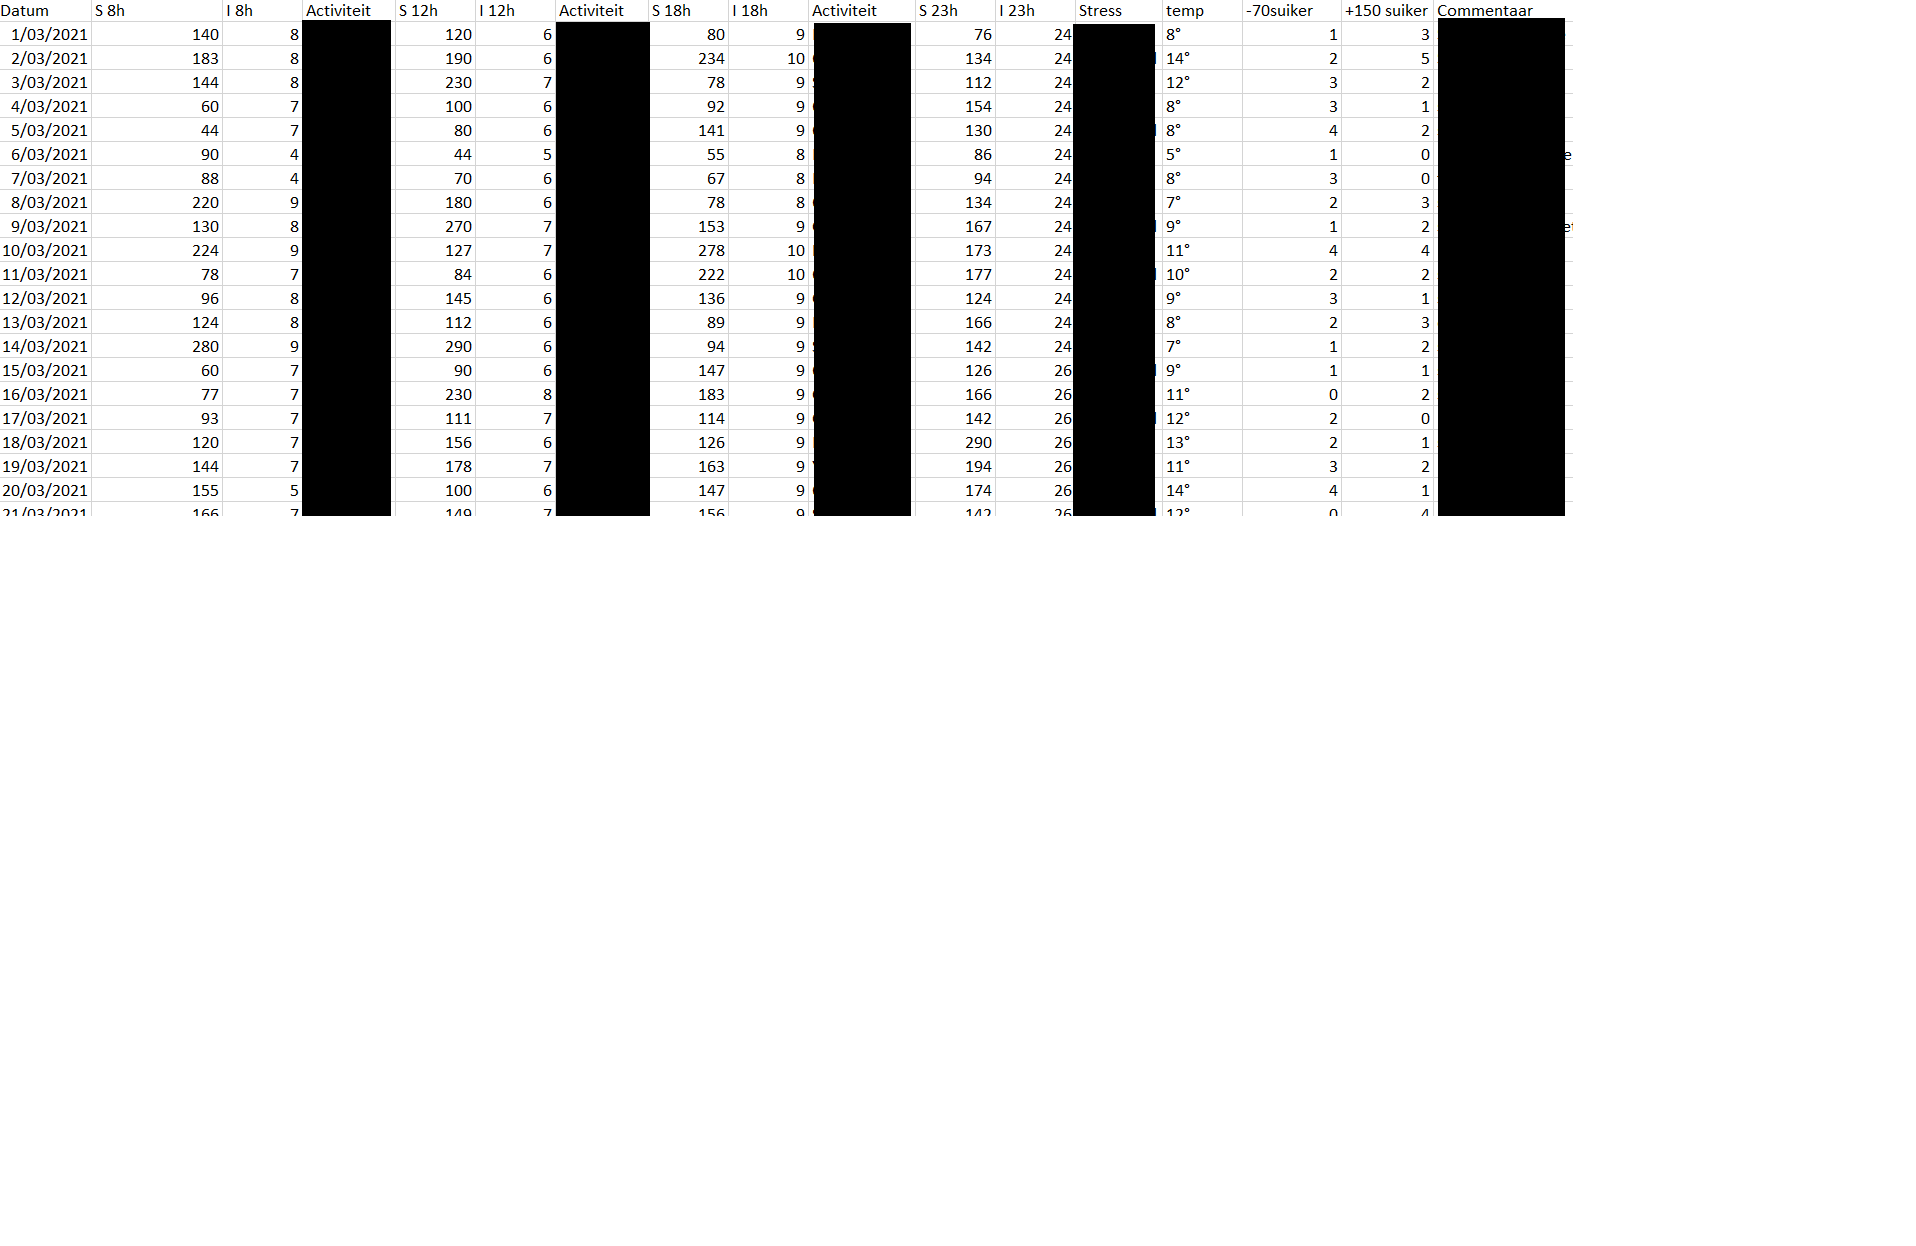 Datum S 8h I 8h Activiteit S 12h I 12h Activiteit S 18h I 18h Activiteit S 23h I 23h Stress temp -70suiker +150 suiker Commentaar
1/03/2021 140 8 120 6 80 9 76 24 8° 1 3
2/03/2021 183 8 190 6 234 10 134 24 14° 2 5
3/03/2021 144 8 230 7 78 9 112 24 12° 3 2
4/03/2021 60 7 100 6 92 9 154 24 8° 3 1
5/03/2021 44 7 80 6 141 9 130 24 8° 4 2
6/03/2021 90 4 44 5 55 8 86 24 5° 1 0
7/03/2021 88 4 70 6 67 8 94 24 8° 3 0
8/03/2021 220 9 180 6 78 8 134 24 7° 2 3
9/03/2021 130 8 270 7 153 9 167 24 9° 1 2
10/03/2021 224 9 127 7 278 10 173 24 11° 4 4
11/03/2021 78 7 84 6 222 10 177 24 10° 2 2
12/03/2021 96 8 145 6 136 9 124 24 9° 3 1
13/03/2021 124 8 112 6 89 9 166 24 8° 2 3
14/03/2021 280 9 290 6 94 9 142 24 7° 1 2
15/03/2021 60 7 90 6 147 9 126 26 9° 1 1
16/03/2021 77 7 230 8 183 9 166 26 11° 0 2
17/03/2021 93 7 111 7 114 9 142 26 12° 2 0
18/03/2021 120 7 156 6 126 9 290 26 13° 2 1
19/03/2021 144 7 178 7 163 9 194 26 11° 3 2
20/03/2021 155 5 100 6 147 9 174 26 14° 4 1
21/03/2021 166 7 149 7 156 9 142 26 12° 0 4